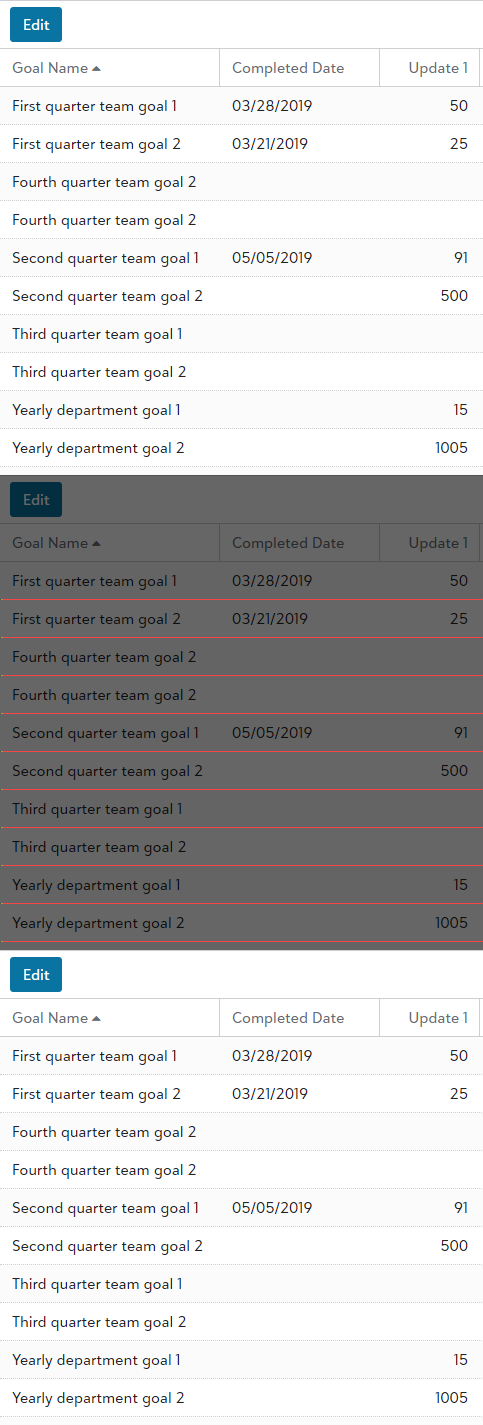 Edit
Goal Name Completed Date Update 1
First quarter team goal 1 03/28/2019 50
First quarter team goal 2 03/21/2019 25
Fourth quarter team goal 2
Fourth quarter team goal 2
Second quarter team goal 1 05/05/2019 91
Second quarter team goal 2 500
Third quarter team goal 1
Third quarter team goal 2
Yearly department goal 1 15
Yearly department goal 2 1005
Edit
Goal Name Completed Date Update 1
First quarter team goal 1 03/28/2019 50
First quarter team goal 2 03/21/2019 25
Fourth quarter team goal 2
Fourth quarter team goal 2
Second quarter team goal 1 05/05/2019 91
Second quarter team goal 2 500
Third quarter team goal 1
Third quarter team goal 2
Yearly department goal 1 15
Yearly department goal 2 1005
Edit
Goal Name Completed Date Update 1
First quarter team goal 1 03/28/2019 50
First quarter team goal 2 03/21/2019 25
Fourth quarter team goal 2
Fourth quarter team goal 2
Second quarter team goal 1 05/05/2019 91
Second quarter team goal 2 500
Third quarter team goal 1
Third quarter team goal 2
Yearly department goal 1 15
Yearly department goal 2 1005